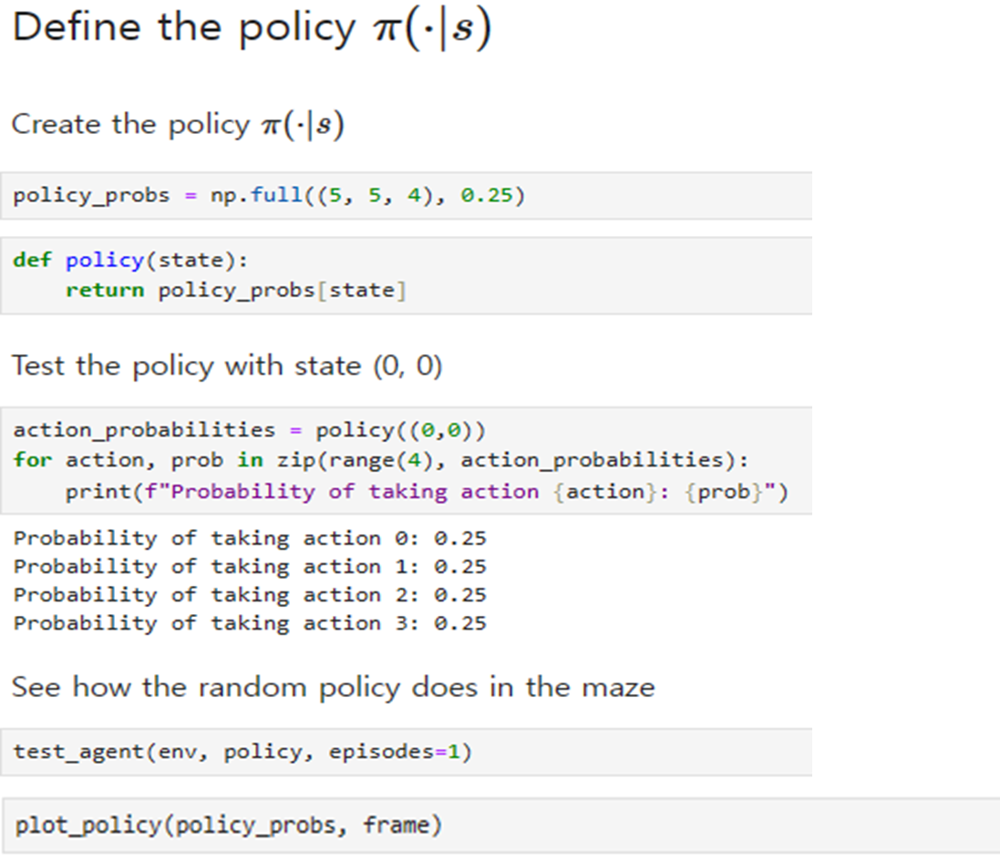 Define the policy π(·|s)
Create the policy π(·|s)
policy_probs = np.full((5, 5, 4), 0.25)
def policy(state):
    return policy_probs[state]
Test the policy with state (0, 0)
action_probabilities = policy((0,0))
for action, prob in zip(range(4), action_probabilities):
    print(f"Probability of taking action {action}: {prob}")
Probability of taking action 0: 0.25
Probability of taking action 1: 0.25
Probability of taking action 2: 0.25
Probability of taking action 3: 0.25
See how the random policy does in the maze
test_agent(env, policy, episodes=1)
plot_policy(policy_probs, frame)